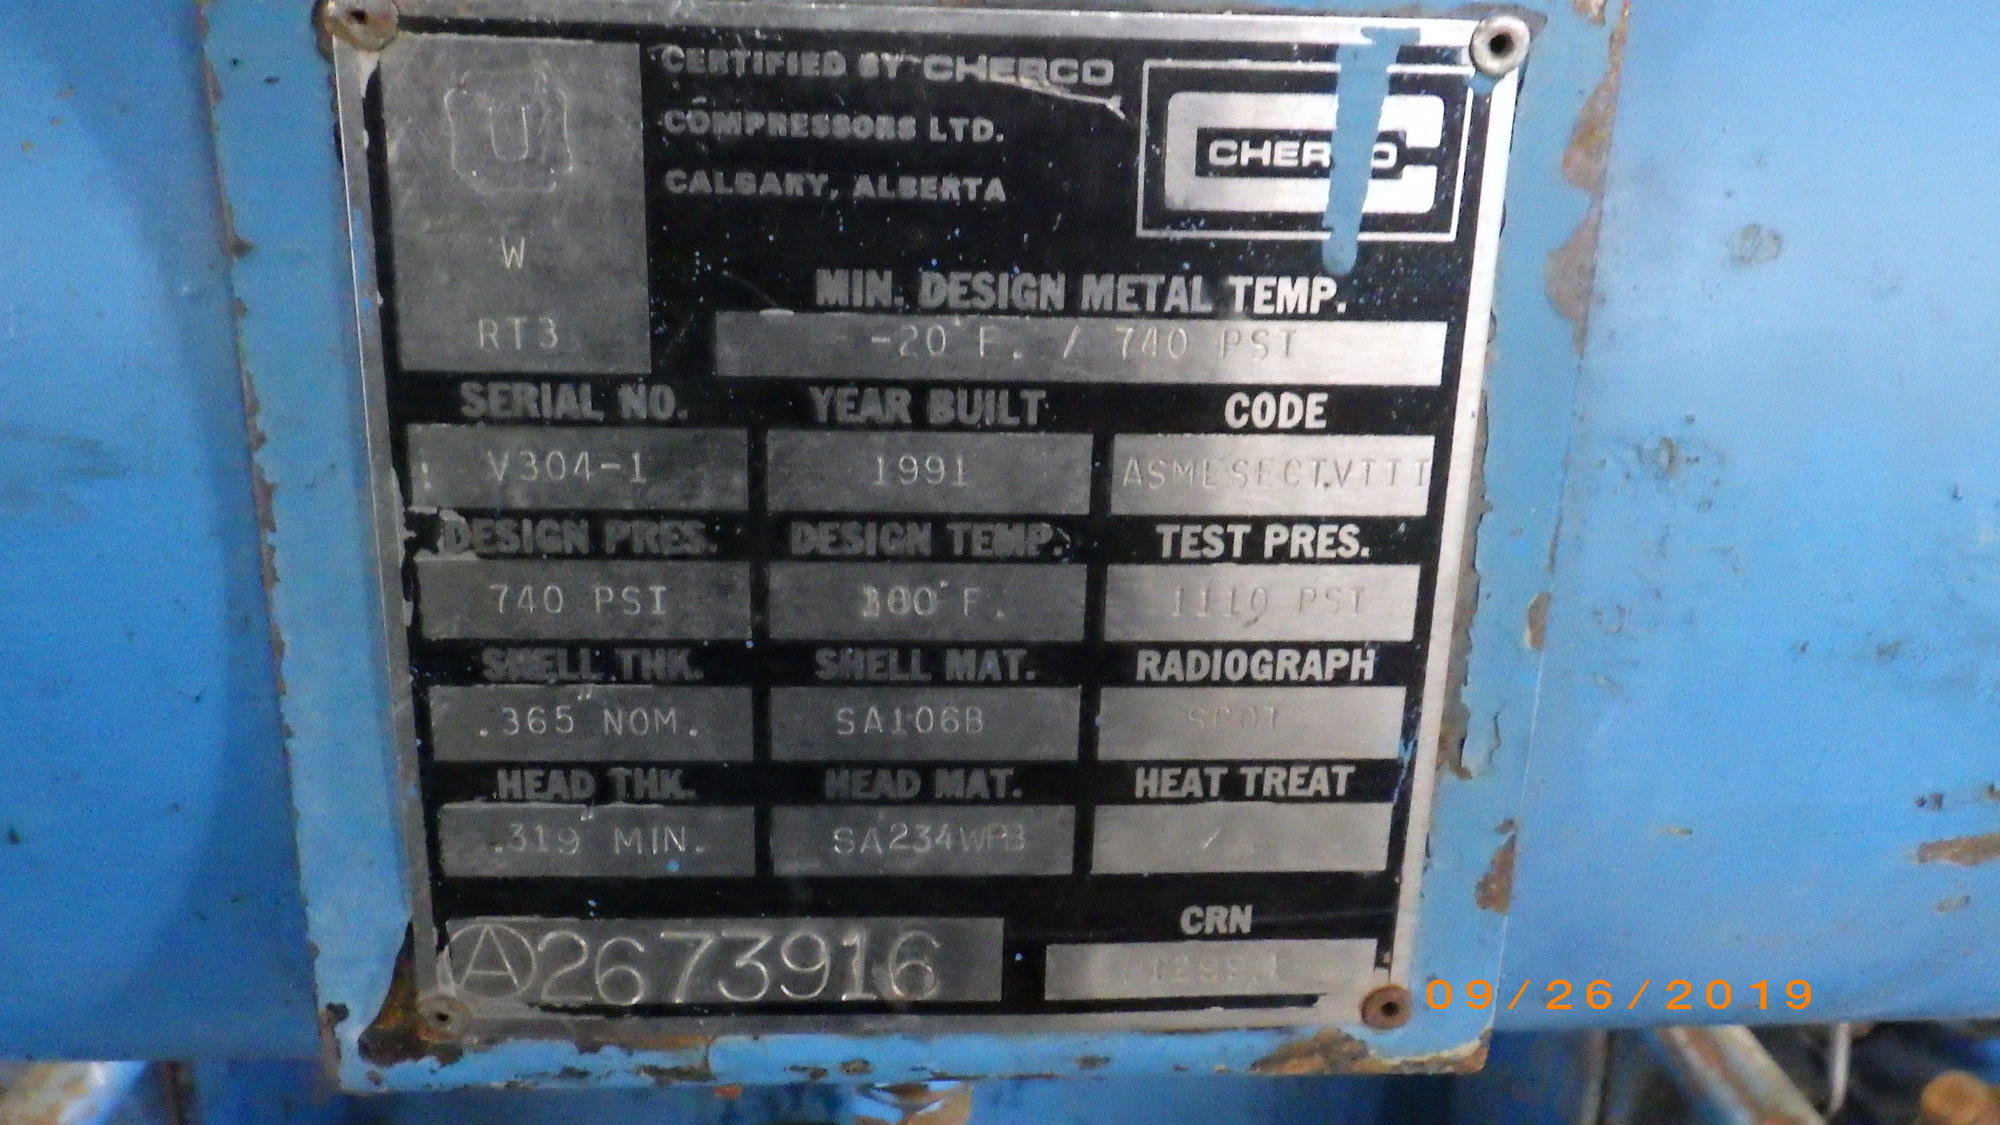 U
W
RT3
CERTIFIED BY CHERCO
COMPRESSORS LTD.
CALGARY, ALBERTA
CHERCO
MIN. DESIGN METAL TEMP.
-20°F. / 740 PSI
SERIAL NO. YEAR BUILT CODE
V304-1 1991 ASME SECT.VIII
DESIGN PRES. DESIGN TEMP. TEST PRES.
740 PSI °F. 1110 PSI
SHELL THK. SHELL MAT. RADIOGRAPH
.365" NOM. SA106B
HEAD THK. HEAD MAT. HEAT TREAT
.319" MIN. SA234WPB /
CRN
A 2673916
09/26/2019